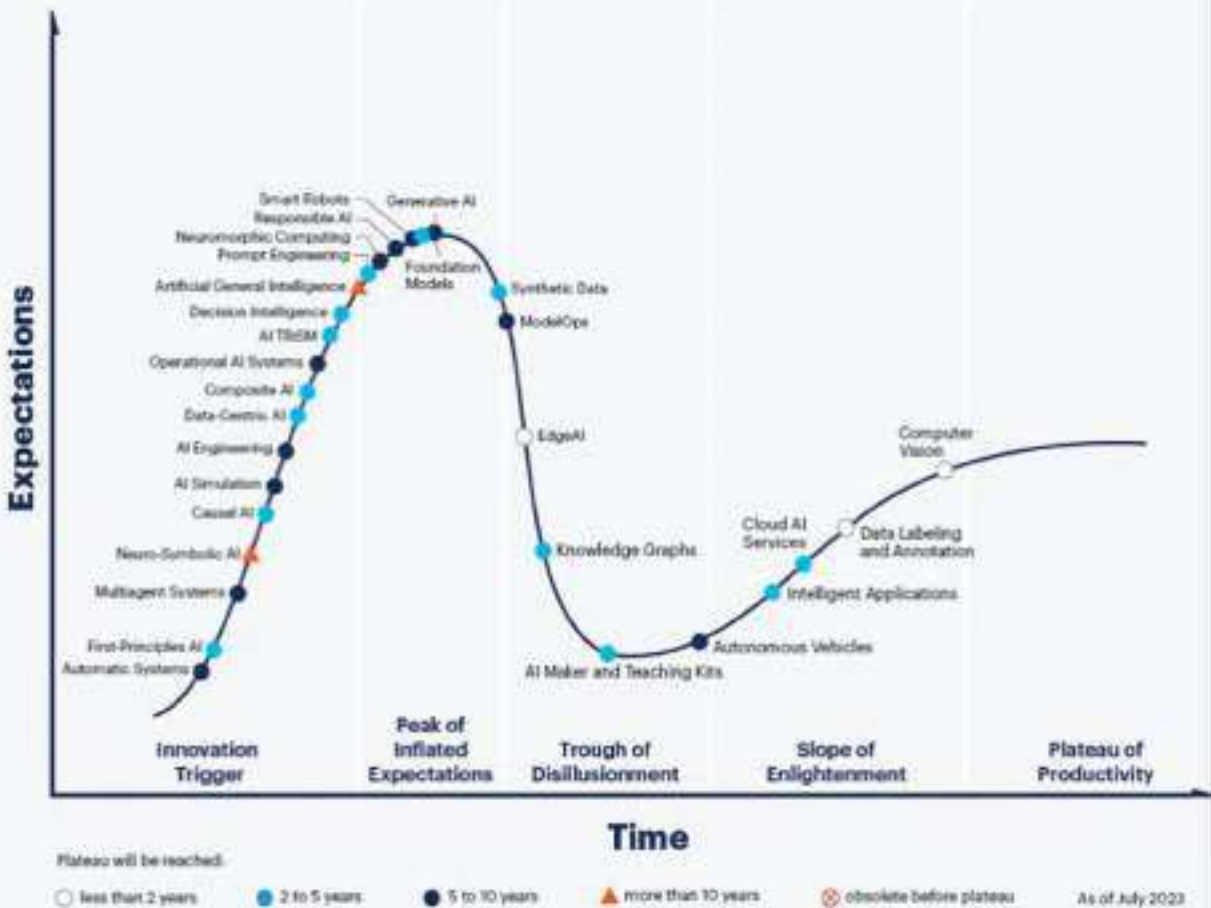 Expectations
Smart Robots
Responsible AI
Neuromorphic Computing
Prompt Engineering
Artificial General Intelligence
Decision Intelligence
AI TRiSM
Operational AI Systems
Composite AI
Data-Centric AI
AI Engineering
AI Simulation
Causal AI
Neuro-Symbolic AI
Multiagent Systems
First-Principles AI
Automatic Systems
Generative AI
Foundation
Models
Synthetic Data
ModelOps
EdgeAI
Knowledge Graphs
AI Maker and Teaching Kits
Autonomous Vehicles
Intelligent Applications
Cloud AI
Services
Data Labeling
and Annotation
Computer
Vision
Innovation
Trigger
Peak of
Inflated
Expectations
Trough of
Disillusionment
Slope of
Enlightenment
Plateau of
Productivity
Time
Plateau will be reached:
less than 2 years
2 to 5 years
5 to 10 years
more than 10 years
obsolete before plateau
As of July 2023